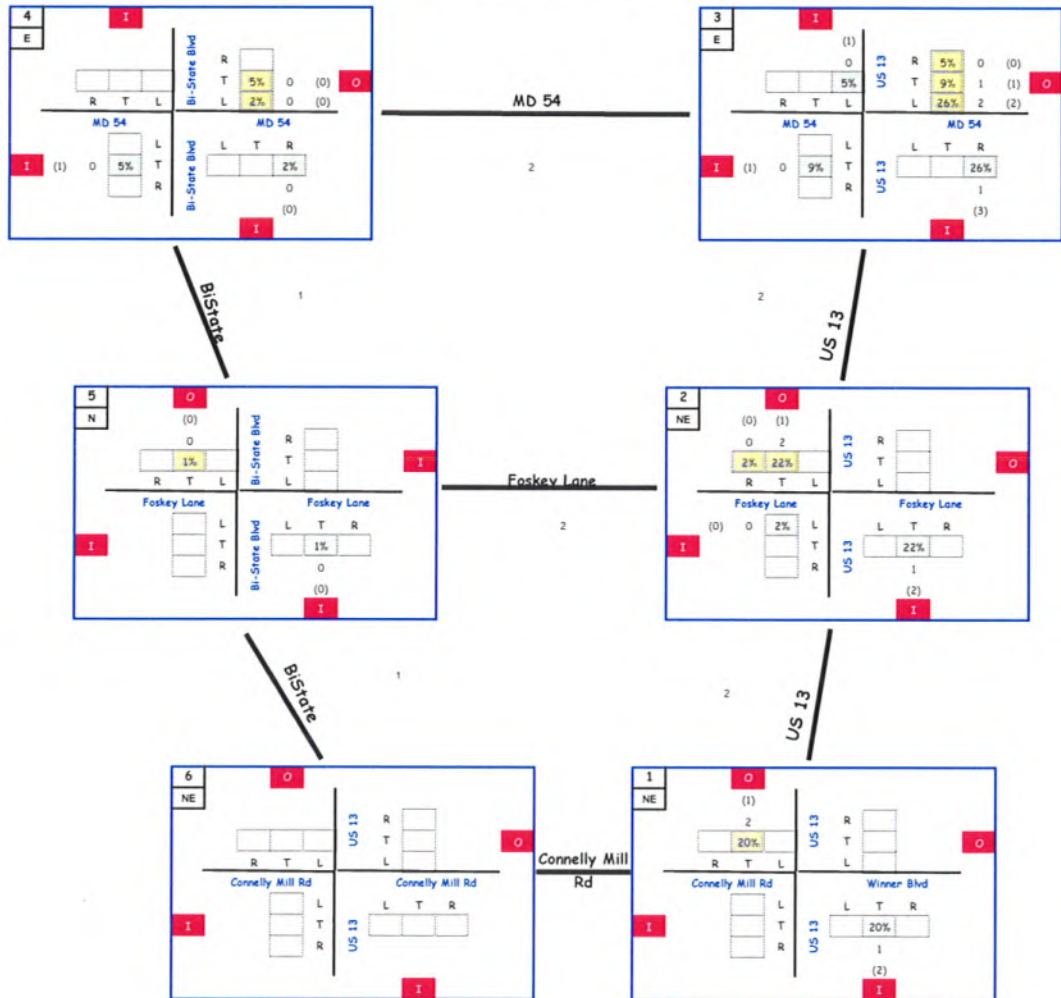 4
E
I
Bi-State Blvd
R
T 5% 0 (0)
L 2% 0 (0)
O
R T L
MD 54
MD 54
I (1) 0 5%
L
T
R
Bi-State Blvd
L T R
2%
0
(0)
I
MD 54
2
3
E
I
(1)
0
5%
US 13
R 5% 0 (0)
T 9% 1 (1)
L 26% 2 (2)
O
R T L
MD 54
MD 54
I (1) 0 9%
L
T
R
US 13
L T R
26%
1
(3)
I
BiState
1
2
US 13
5
N
O
(0)
0
1%
Bi-State Blvd
R
T
L
I
R T L
Foskey Lane
Foskey Lane
I
L
T
R
Bi-State Blvd
L T R
1%
0
(0)
I
Foskey Lane
2
2
NE
O
(0) (1)
0 2
2% 22%
US 13
R
T
L
O
R T L
Foskey Lane
I (0) 0 2% L
T
R
US 13
L T R
22%
1
(2)
I
BiState
1
2
US 13
6
NE
O
US 13
R
T
L
O
R T L
Connelly Mill Rd
Connelly Mill Rd
I
L
T
R
US 13
L T R
I
Connelly Mill
Rd
1
NE
O
(1)
2
20%
US 13
R
T
L
O
R T L
Connelly Mill Rd
Winner Blvd
I
L
T
R
US 13
L T R
20%
1
(2)
I